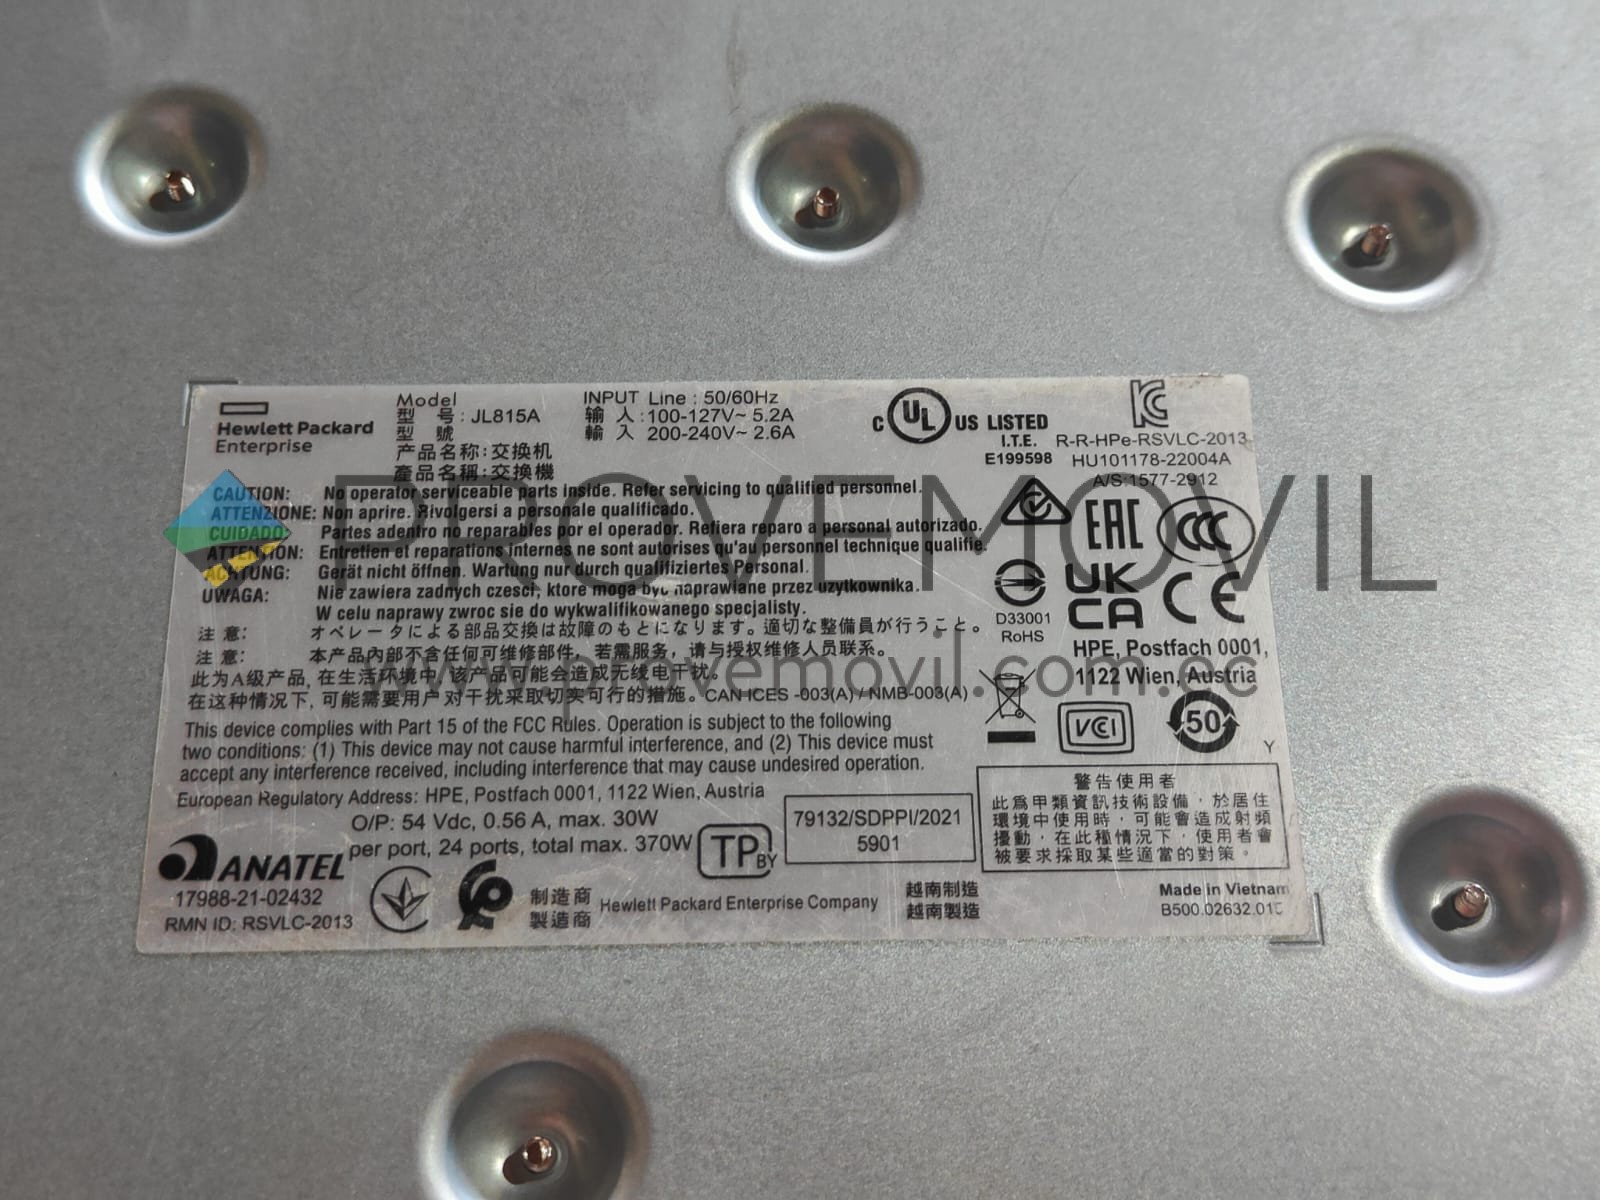 Hewlett Packard
Enterprise
Model
型 号: JL815A
型 號
产品名称:交换机
產品名稱:交換機
INPUT Line : 50/60Hz
输 入 :100-127V~ 5.2A
輸 入 200-240V~ 2.6A
C UL US LISTED
I.T.E.
E199598
R-R-HPe-RSVLC-2013
HU101178-22004A
A/S:1577-2912
CAUTION: No operator serviceable parts inside. Refer servicing to qualified personnel.
ATTENZIONE: Non aprire. Rivolgersi a personale qualificado.
CUIDADO: Partes adentro no reparables por el operador. Refiera reparo a personal autorizado.
ATTENTION: Entretien et reparations internes ne sont autorises qu'au personnel technique qualifie.
ACHTUNG: Gerät nicht öffnen. Wartung nur durch qualifiziertes Personal.
UWAGA: Nie zawiera zadnych czesci, ktore moga byc naprawiane przez uzytkownika.
W celu naprawy zwroc sie do wykwalifikowanego specjalisty.
注 意: オペレータによる部品交換は故障のもとになります。適切な整備員が行うこと。
注 意: 本产品内部不含任何可维修部件，若需服务，请与授权维修人员联系。
此为A级产品, 在生活环境中, 该产品可能会造成无线电干扰。
在这种情况下, 可能需要用户对干扰采取切实可行的措施。CAN ICES -003(A) / NMB-003(A)
PROVEMOVIL
www.provemovil.com.ec
EAC
CCC
UK
CA
CE
D33001
RoHS
HPE, Postfach 0001,
1122 Wien, Austria
VCI
50
This device complies with Part 15 of the FCC Rules. Operation is subject to the following
two conditions: (1) This device may not cause harmful interference, and (2) This device must
accept any interference received, including interference that may cause undesired operation.
Y
European Regulatory Address: HPE, Postfach 0001, 1122 Wien, Austria
O/P: 54 Vdc, 0.56 A, max. 30W
per port, 24 ports, total max. 370W
TP BY
79132/SDPPI/2021
5901
警告使用者
此爲甲類資訊技術設備，於居住
環境中使用時，可能會造成射頻
擾動，在此種情況下，使用者會
被要求採取某些適當的對策。
ANATEL
17988-21-02432
RMN ID: RSVLC-2013
制造商
製造商
Hewlett Packard Enterprise Company
越南制造
越南製造
Made in Vietnam
B500.02632.01